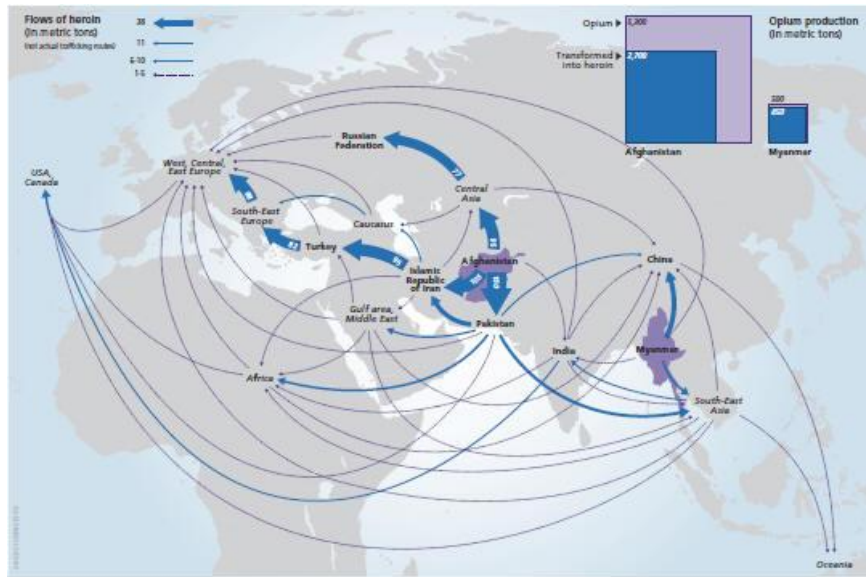 Flows of heroin
(in metric tons)
(not actual trafficking routes)
11
1-5
Opium
Transformed
into heroin
2,700
Afghanistan
Opium production
(in metric tons)
Myanmar
USA,
Canada
West, Central,
East Europe
Russian
Federation
77
Central
Asia
South-East
Europe
Caucasus
Turkey
82
95
Islamic
Republic
of Iran
Afghanistan
China
Gulf area,
Middle East
Pakistan
India
Myanmar
Africa
South-East
Asia
Oceania